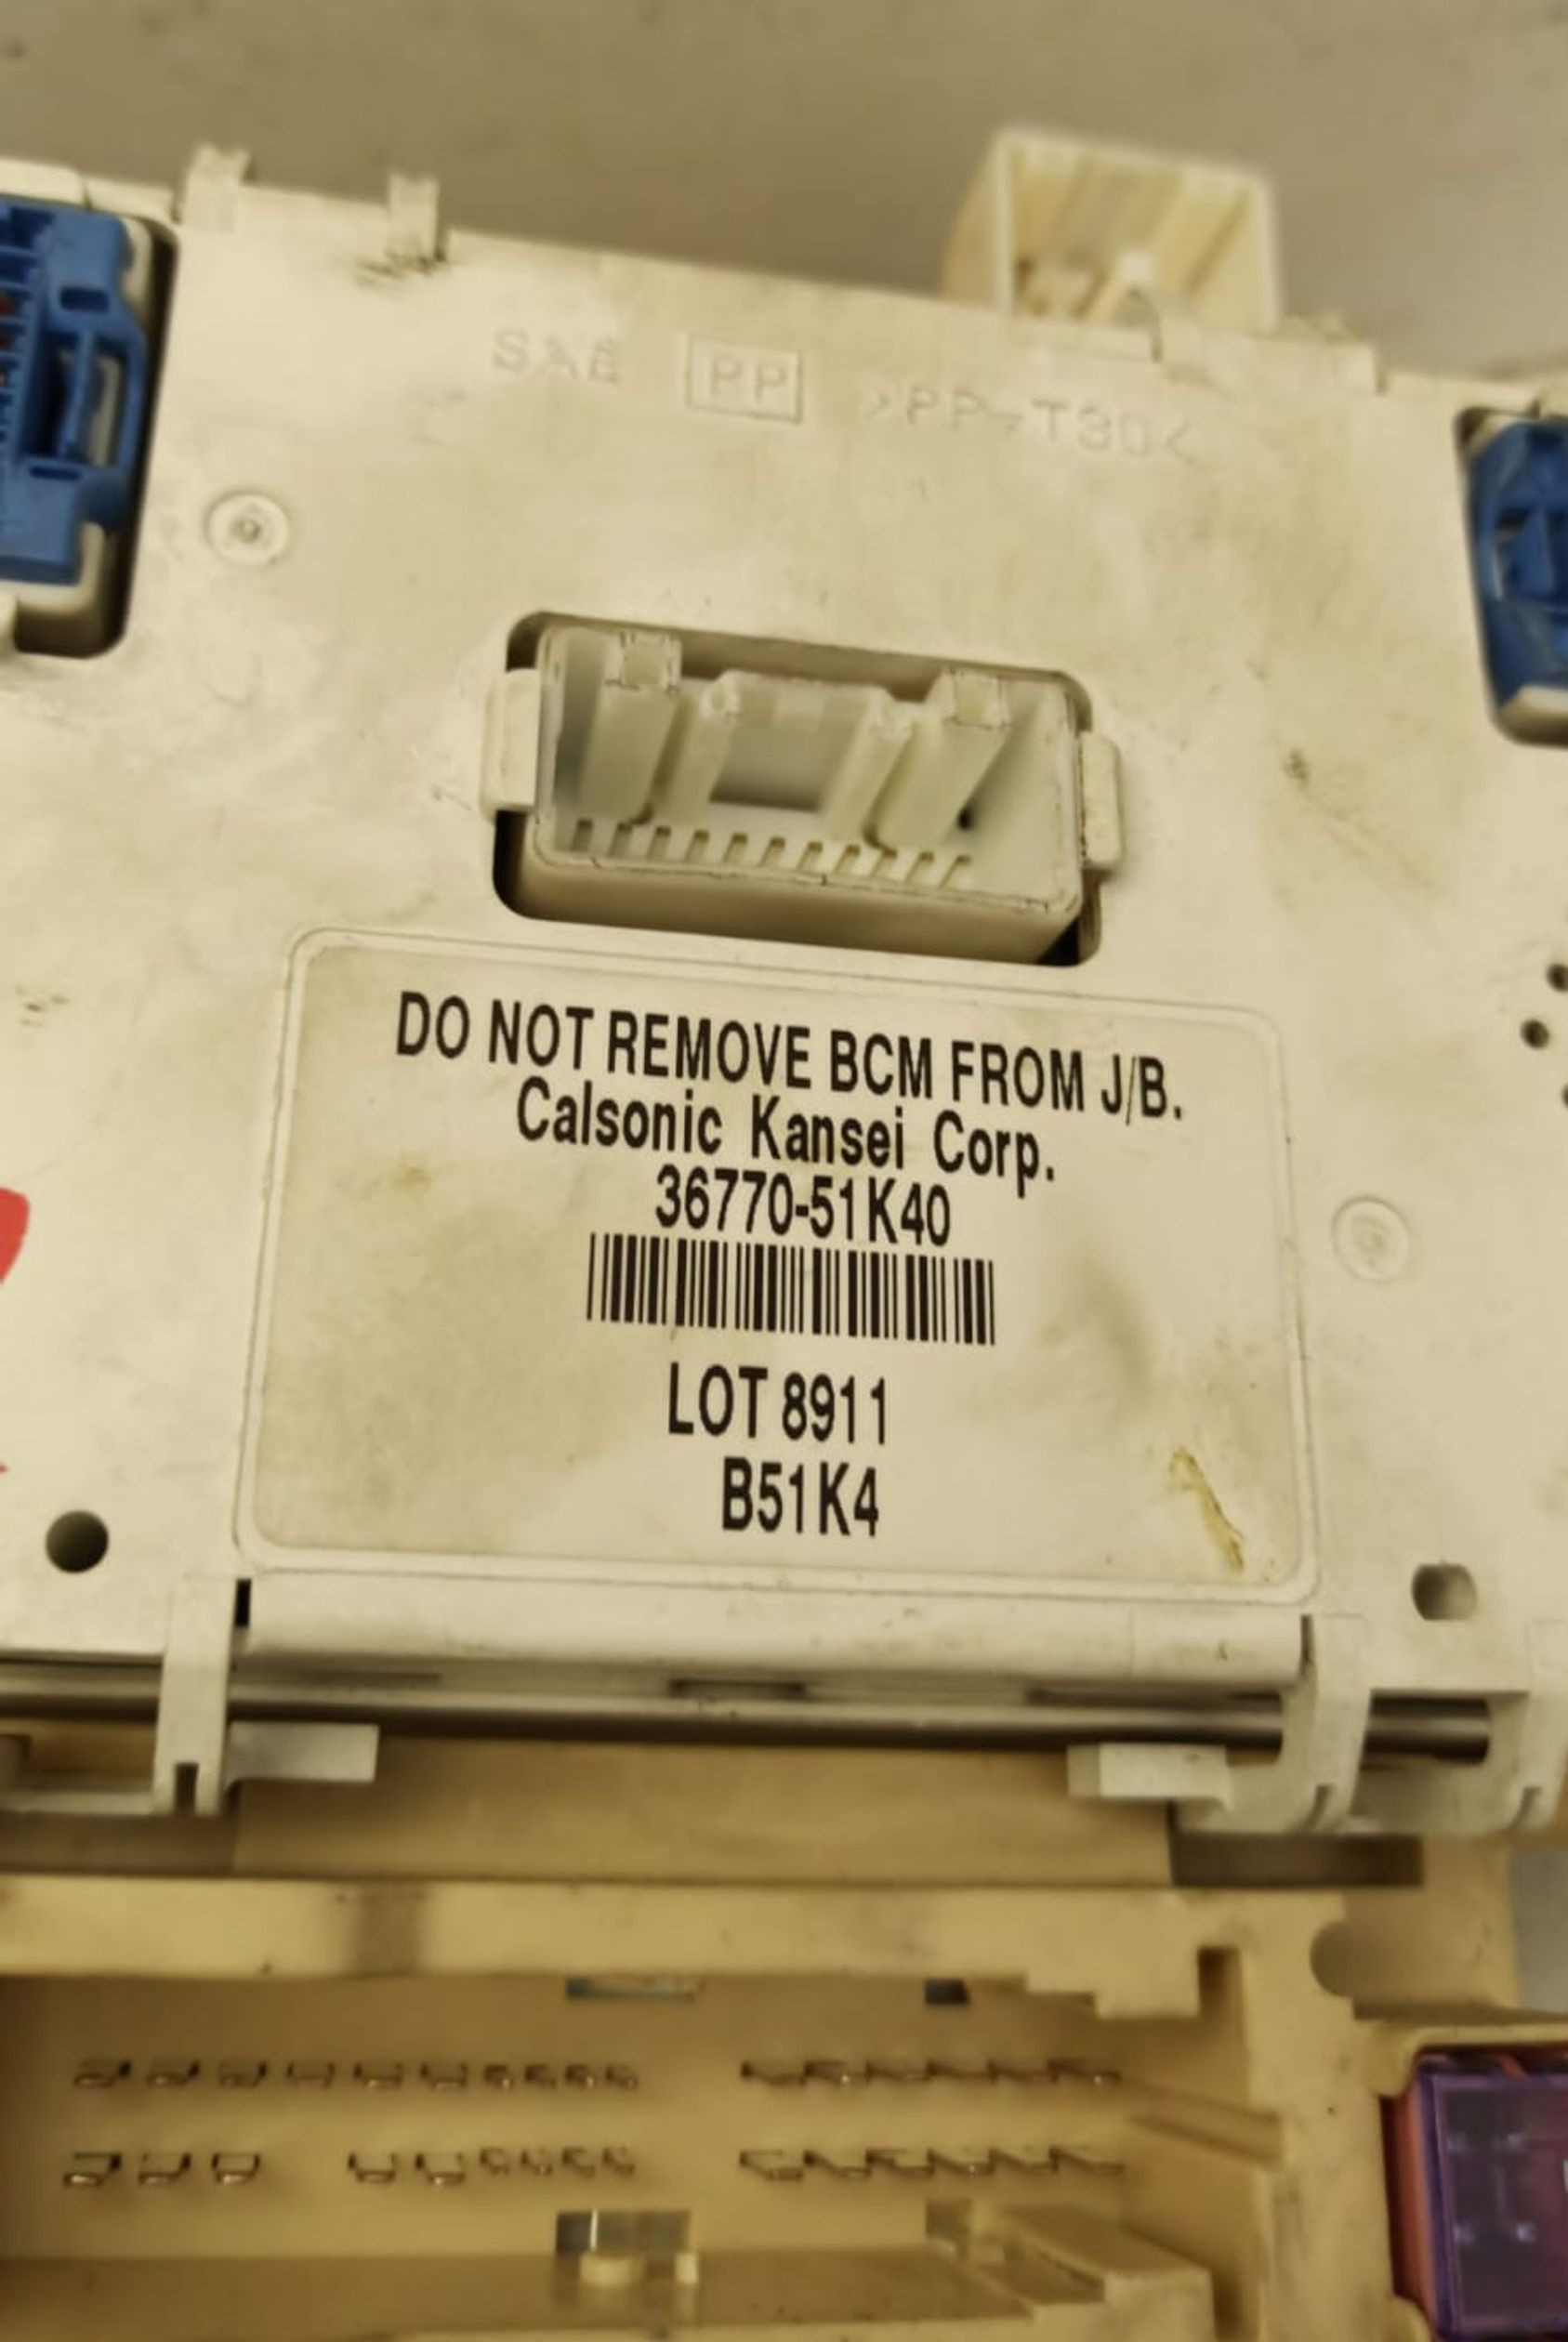 SAE PP >PP-T30<
DO NOT REMOVE BCM FROM J/B.
Calsonic Kansei Corp.
36770-51K40
LOT 8911
B51K4